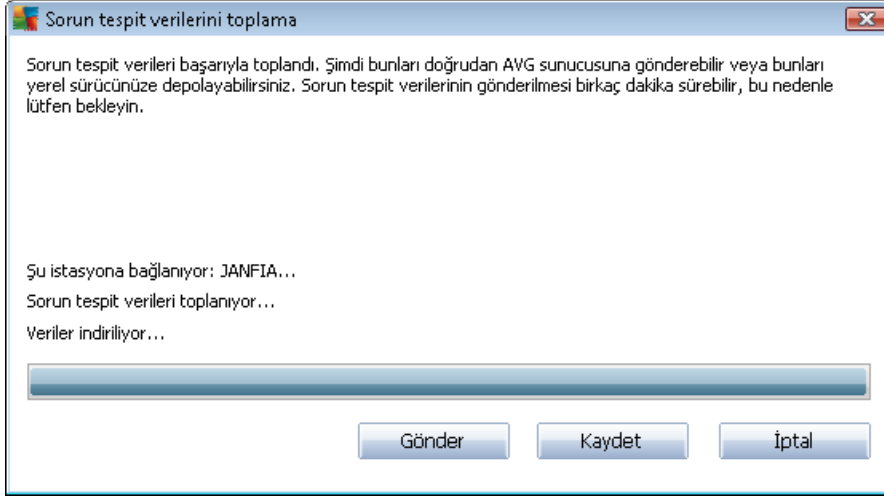 Sorun tespit verilerini toplama
Sorun tespit verileri başarıyla toplandı. Şimdi bunları doğrudan AVG sunucusuna gönderebilir veya bunları
yerel sürücünüze depolayabilirsiniz. Sorun tespit verilerinin gönderilmesi birkaç dakika sürebilir, bu nedenle
lütfen bekleyin.
Şu istasyona bağlanıyor: JANFIA...
Sorun tespit verileri toplanıyor...
Veriler indiriliyor...
Gönder
Kaydet
İptal